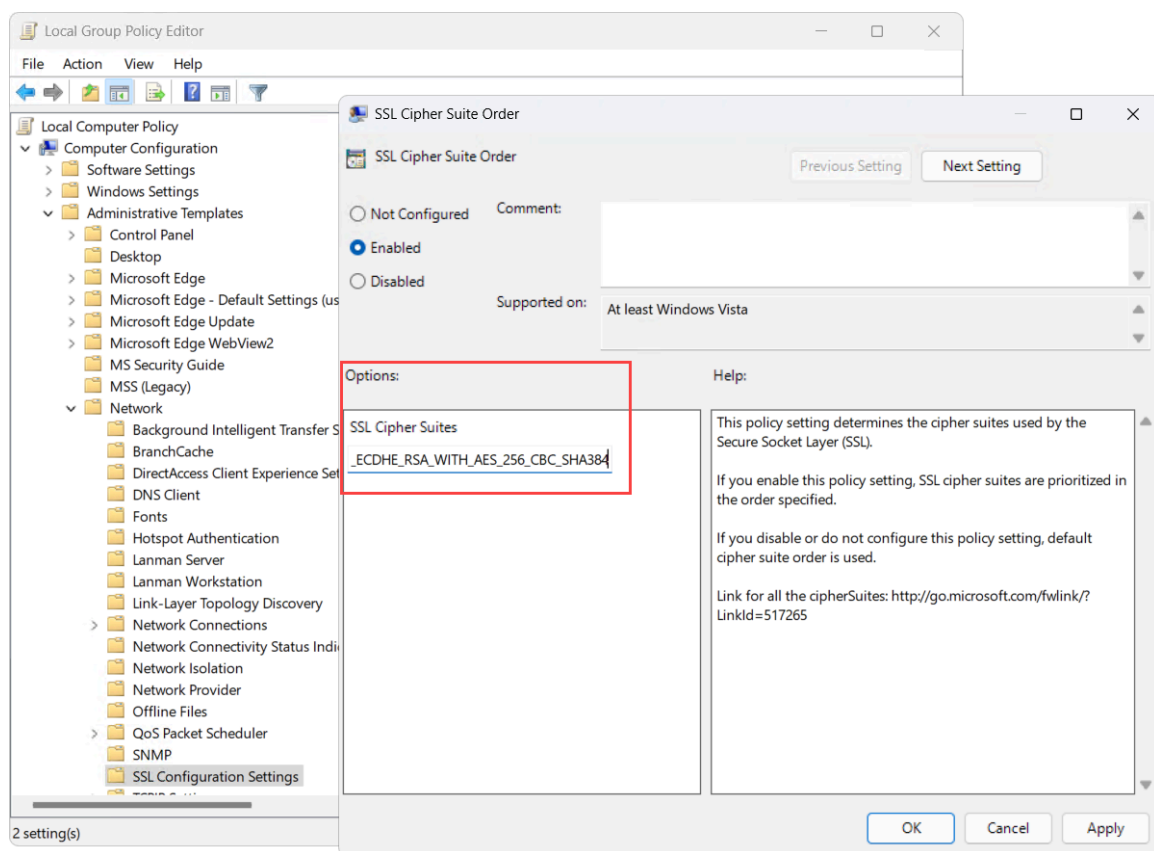 Local Group Policy Editor
File Action View Help
Local Computer Policy
Computer Configuration
Software Settings
Windows Settings
Administrative Templates
Control Panel
Desktop
Microsoft Edge
Microsoft Edge - Default Settings (us
Microsoft Edge Update
Microsoft Edge WebView2
MS Security Guide
MSS (Legacy)
Network
Background Intelligent Transfer S
BranchCache
DirectAccess Client Experience Set
DNS Client
Fonts
Hotspot Authentication
Lanman Server
Lanman Workstation
Link-Layer Topology Discovery
Network Connections
Network Connectivity Status Indi
Network Isolation
Network Provider
Offline Files
QoS Packet Scheduler
SNMP
SSL Configuration Settings
2 setting(s)
SSL Cipher Suite Order
SSL Cipher Suite Order
Previous Setting
Next Setting
Not Configured
Enabled
Disabled
Comment:
Supported on:
At least Windows Vista
Options:
SSL Cipher Suites
_ECDHE_RSA_WITH_AES_256_CBC_SHA384
Help:
This policy setting determines the cipher suites used by the
Secure Socket Layer (SSL).
If you enable this policy setting, SSL cipher suites are prioritized in
the order specified.
If you disable or do not configure this policy setting, default
cipher suite order is used.
Link for all the cipherSuites: http://go.microsoft.com/fwlink/?
LinkId=517265
OK
Cancel
Apply